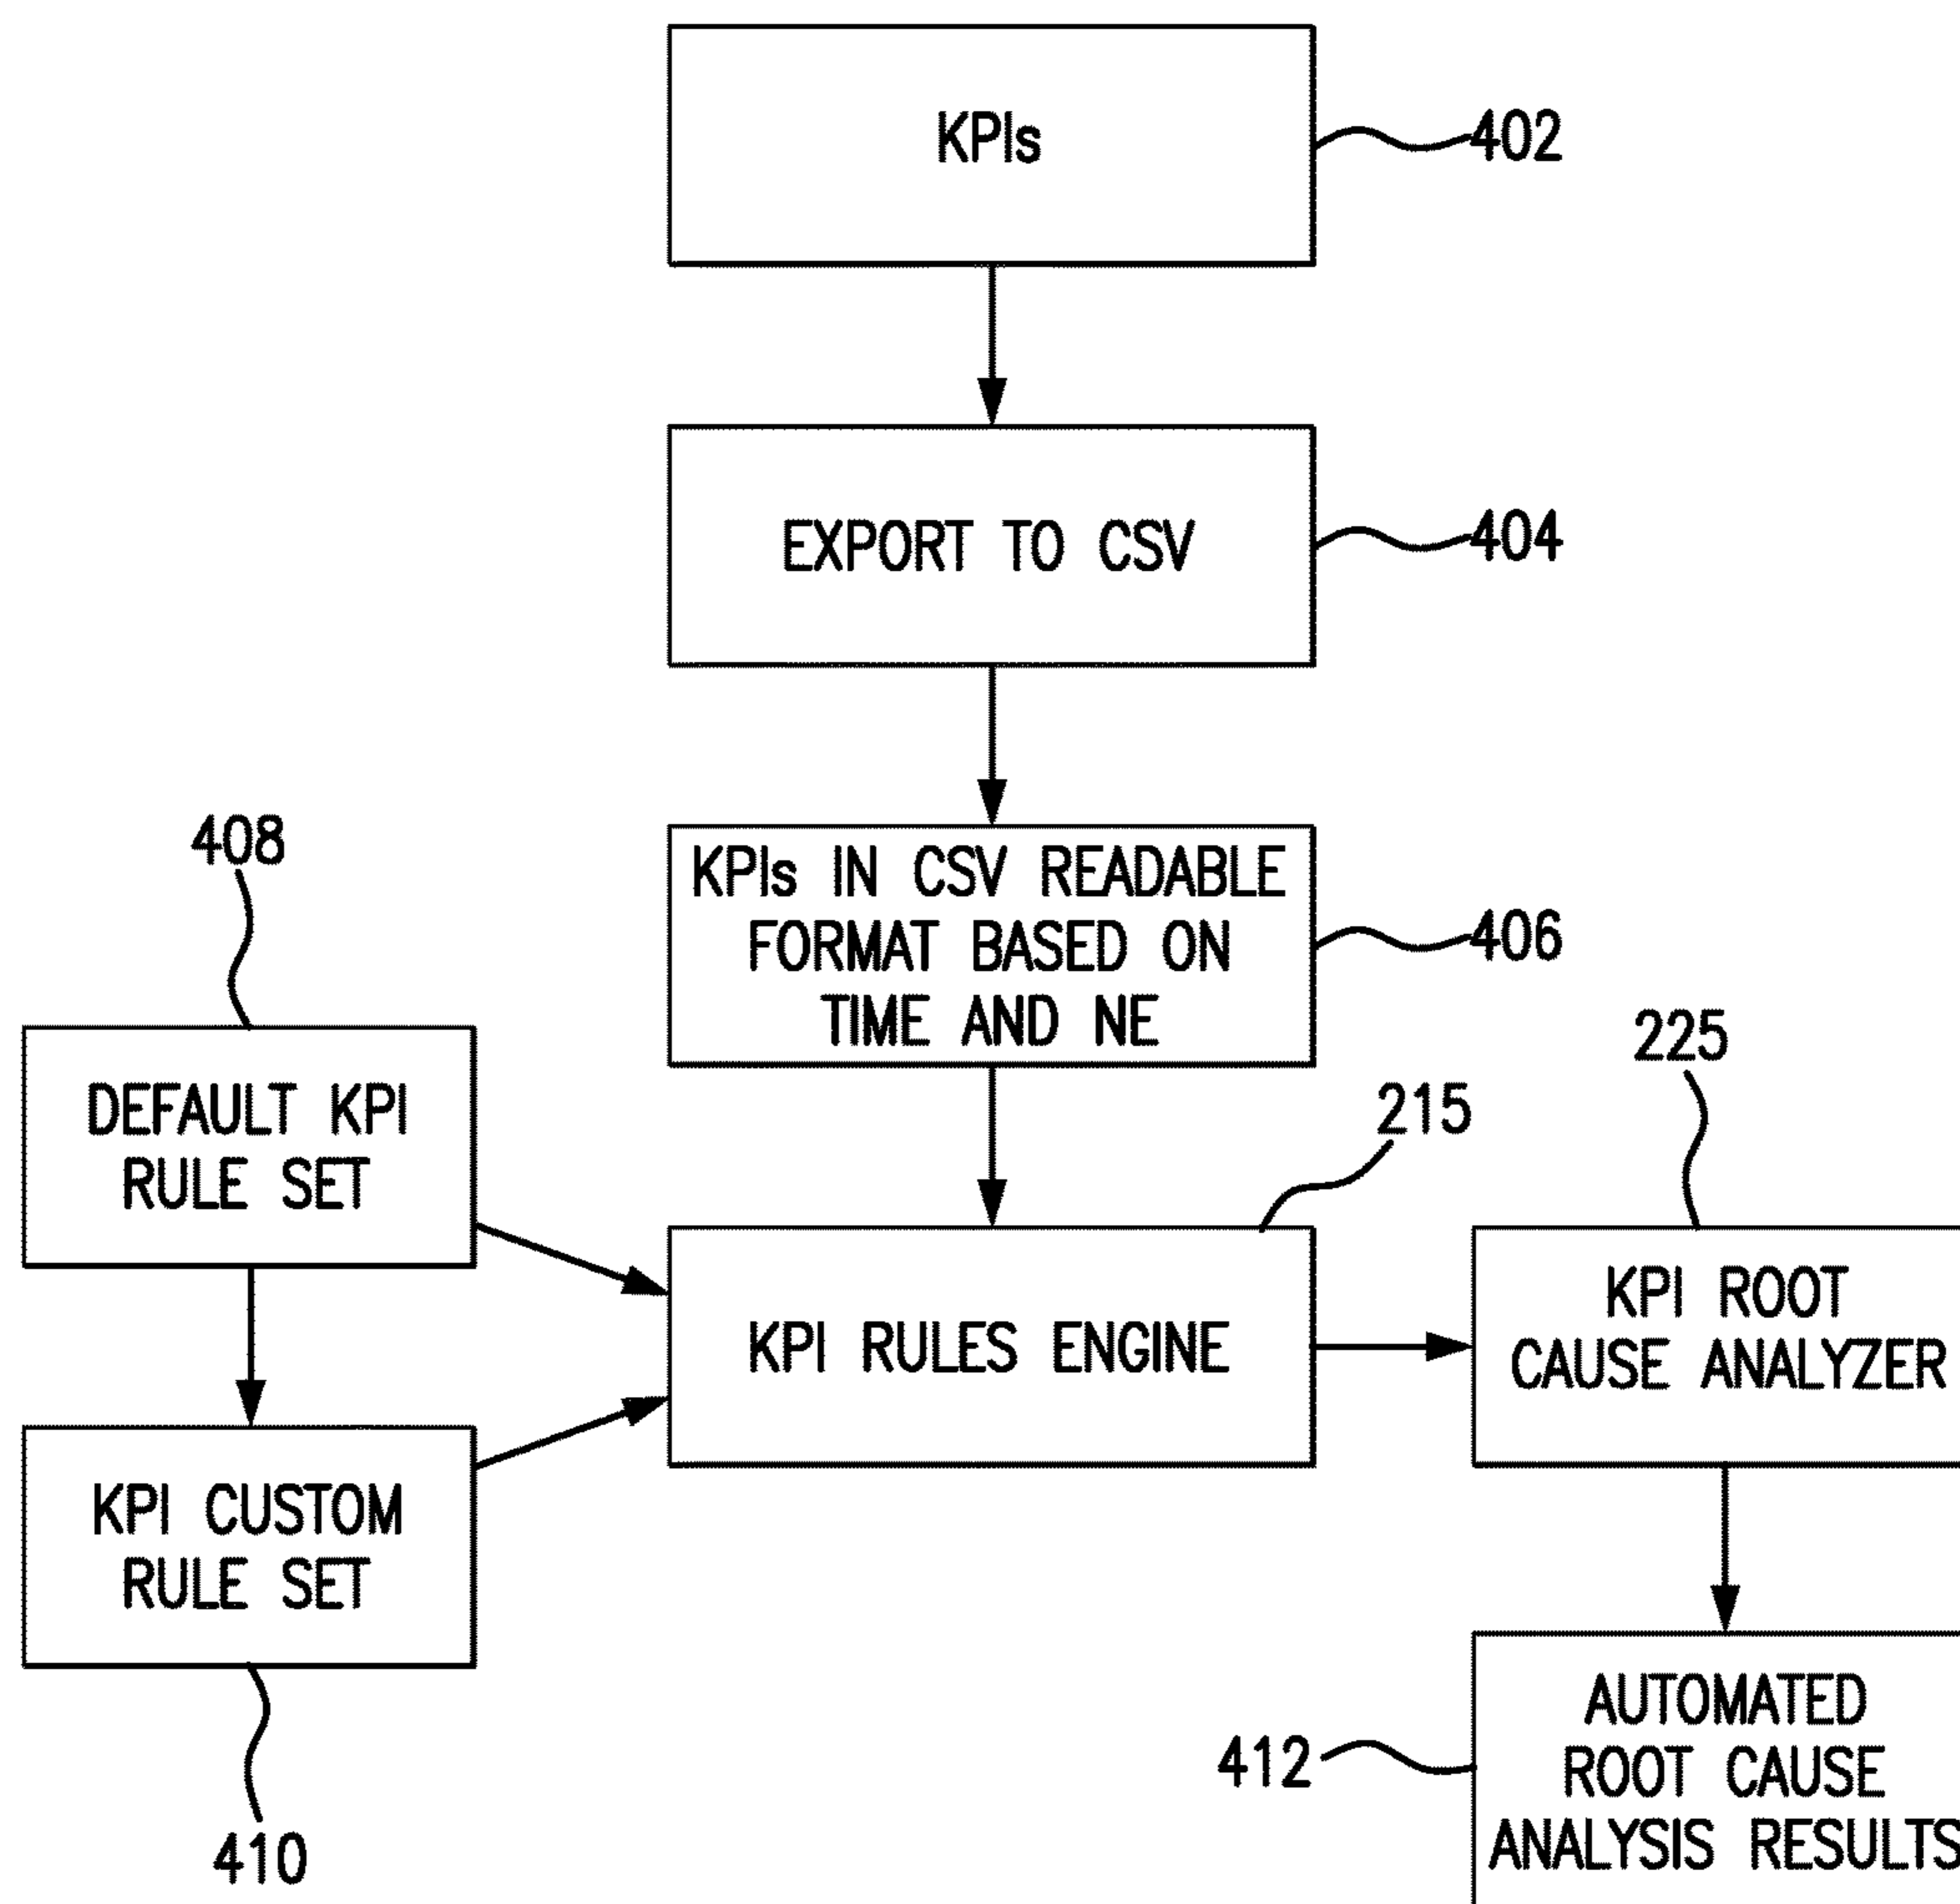 KPIs
402
EXPORT TO CSV
404
KPIs IN CSV READABLE
FORMAT BASED ON
TIME AND NE
406
408
DEFAULT KPI
RULE SET
215
225
KPI RULES ENGINE
KPI ROOT
CAUSE ANALYZER
KPI CUSTOM
RULE SET
410
412
AUTOMATED
ROOT CAUSE
ANALYSIS RESULTS